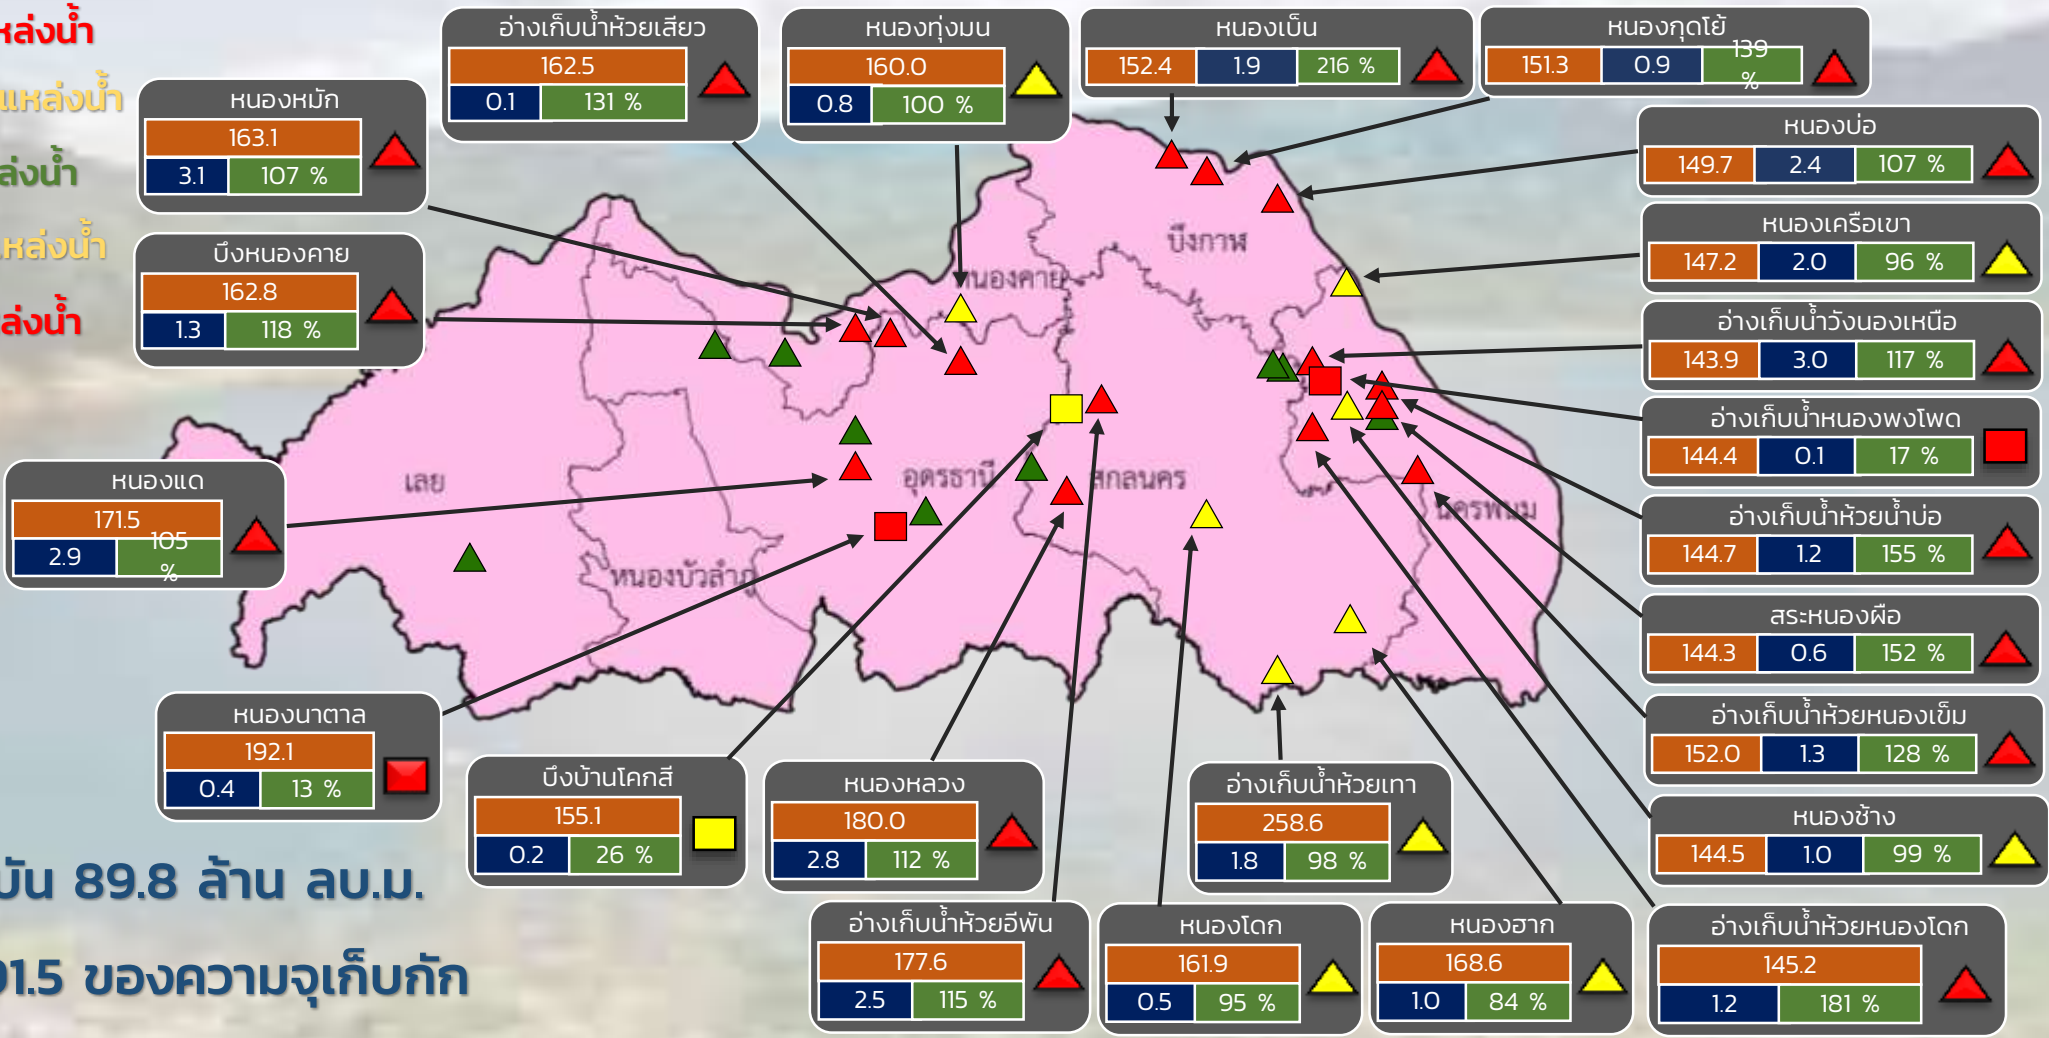 หล่งน้ำ
แหล่งน้ำ
ล่งน้ำ
หล่งน้ำ
ล่งน้ำ
อ่างเก็บน้ำห้วยเสียว
162.5
0.1 131 %
หนองทุ่งมน
160.0
0.8 100 %
หนองเบ็น
152.4 1.9 216 %
หนองกุดโย้
151.3 0.9 139 %
หนองหมัก
163.1
3.1 107 %
หนองบ่อ
149.7 2.4 107 %
บึงหนองคาย
162.8
1.3 118 %
หนองเครือเขา
147.2 2.0 96 %
อ่างเก็บน้ำวังนองเหนือ
143.9 3.0 117 %
อ่างเก็บน้ำหนองพงโพด
144.4 0.1 17 %
หนองแด
171.5
2.9 105 %
อ่างเก็บน้ำห้วยน้ำบ่อ
144.7 1.2 155 %
สระหนองผือ
144.3 0.6 152 %
อ่างเก็บน้ำห้วยหนองเข็ม
152.0 1.3 128 %
หนองช้าง
144.5 1.0 99 %
บึงกาฬ
หนองคาย
เลย
อุดรธานี
สกลนคร
นครพนม
หนองบัวลำภู
หนองนาตาล
192.1
0.4 13 %
บึงบ้านโคกสี
155.1
0.2 26 %
หนองหลวง
180.0
2.8 112 %
อ่างเก็บน้ำห้วยเทา
258.6
1.8 98 %
อ่างเก็บน้ำห้วยอีพัน
177.6
2.5 115 %
หนองโดก
161.9
0.5 95 %
หนองฮาก
168.6
1.0 84 %
อ่างเก็บน้ำห้วยหนองโดก
145.2
1.2 181 %
บัน 89.8 ล้าน ลบ.ม.
91.5 ของความจุเก็บกัก